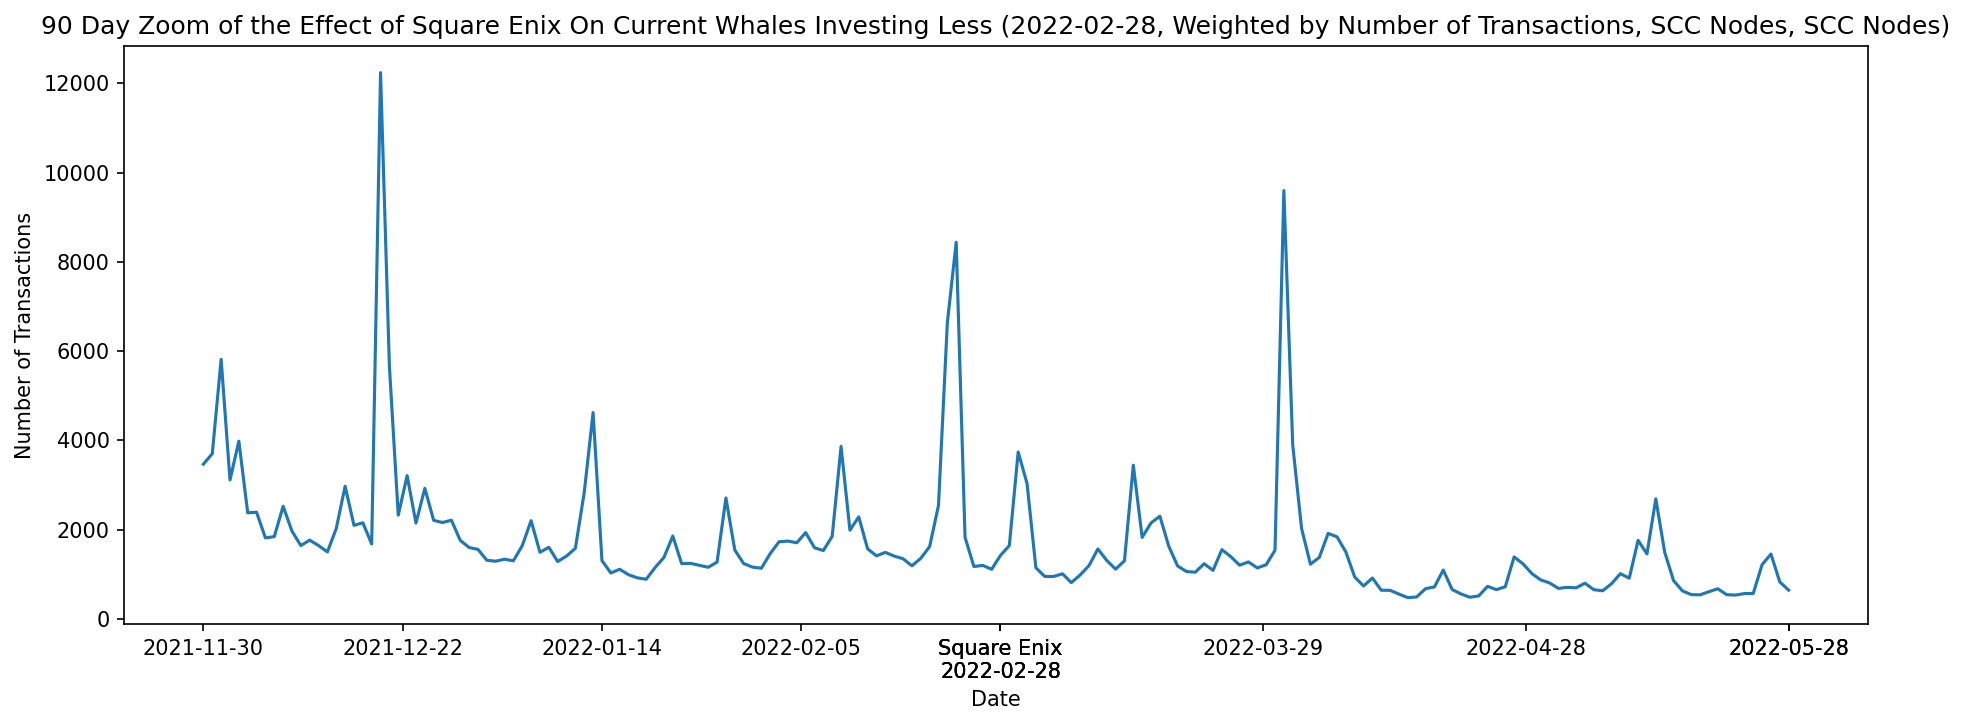 90 Day Zoom of the Effect of Square Enix On Current Whales Investing Less (2022-02-28, Weighted by Number of Transactions, SCC Nodes, SCC Nodes)
12000
10000
8000
6000
4000
2000
0
Number of Transactions
2021-11-30 2021-12-22 2022-01-14 2022-02-05 Square Enix 2022-03-29 2022-04-28 2022-05-28
2022-02-28
Date